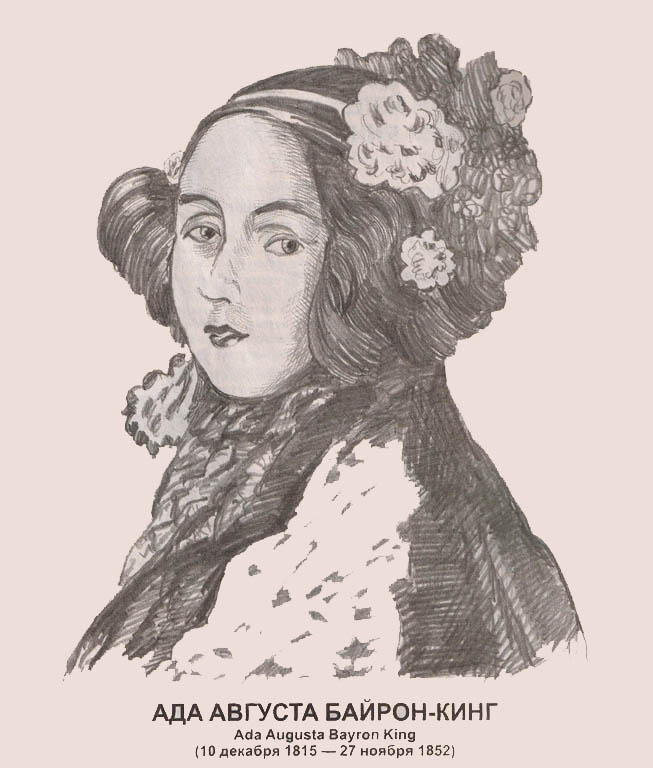 АДА АВГУСТА БАЙРОН-КИНГ
Ada Augusta Bayron King
(10 декабря 1815 — 27 ноября 1852)